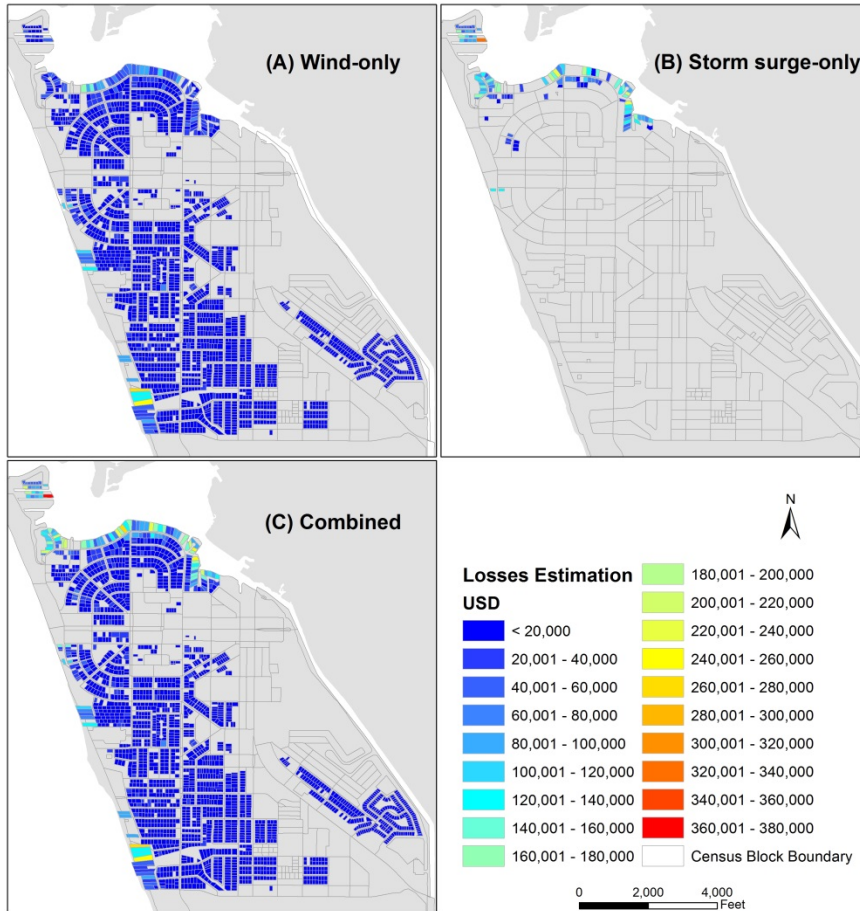 (A) Wind-only
(B) Storm surge-only
(C) Combined
N
Losses Estimation
USD
< 20,000
20,001 - 40,000
40,001 - 60,000
60,001 - 80,000
80,001 - 100,000
100,001 - 120,000
120,001 - 140,000
140,001 - 160,000
160,001 - 180,000
180,001 - 200,000
200,001 - 220,000
220,001 - 240,000
240,001 - 260,000
260,001 - 280,000
280,001 - 300,000
300,001 - 320,000
320,001 - 340,000
340,001 - 360,000
360,001 - 380,000
Census Block Boundary
0 2,000 4,000
Feet